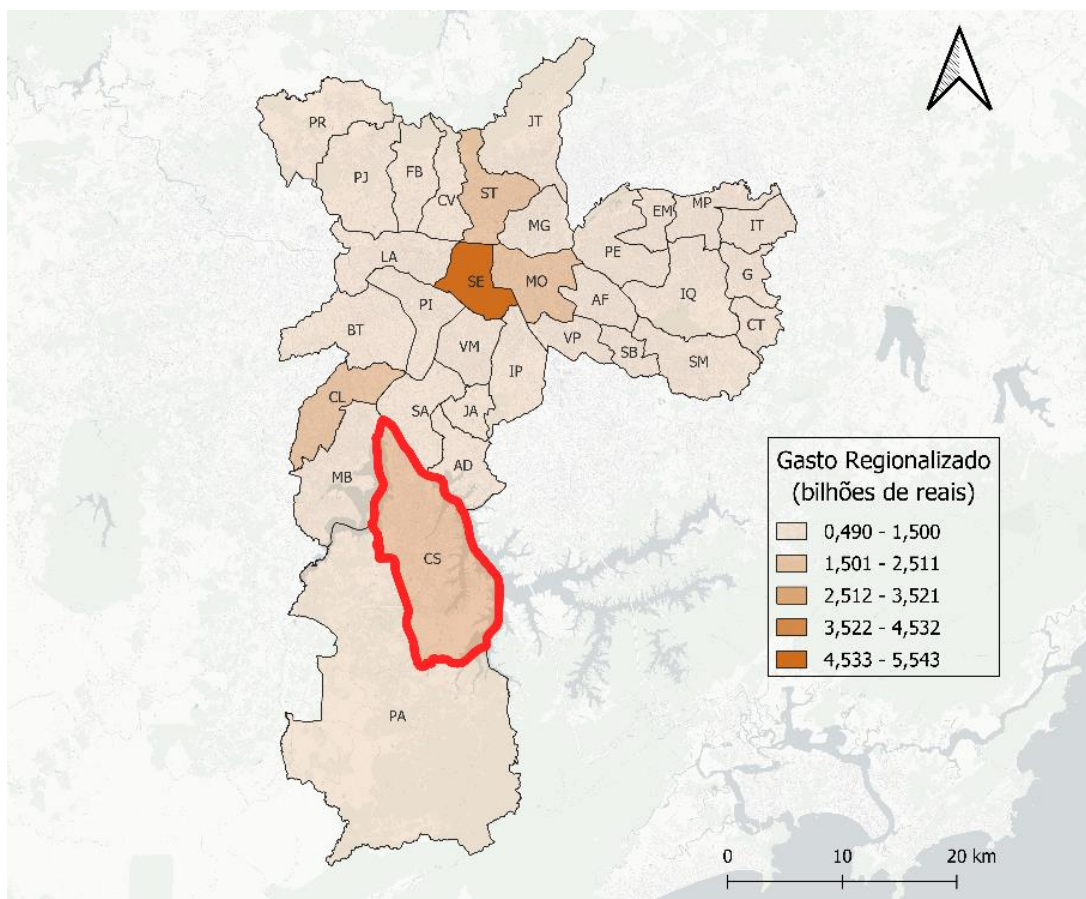 JT
PR
PJ
FB
CV
ST
MG
EM
MP
IT
PE
LA
SE
MO
G
IQ
AF
PI
BT
VM
VP
CT
SB
SM
IP
CL
SA
JA
AD
MB
CS
PA
Gasto Regionalizado
(bilhões de reais)
0,490 - 1,500
1,501 - 2,511
2,512 - 3,521
3,522 - 4,532
4,533 - 5,543
0 10 20 km